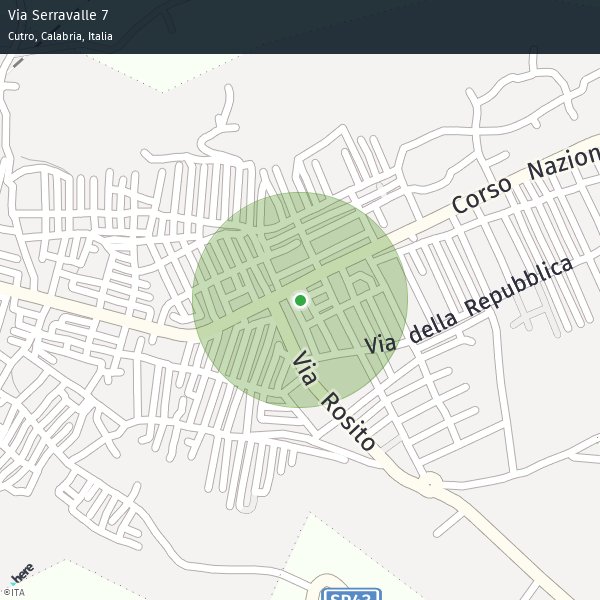 Via Serravalle 7
Cutro, Calabria, Italia
Corso Nazion
Via della Repubblica
Via Rosito
SP43
here
©ITA